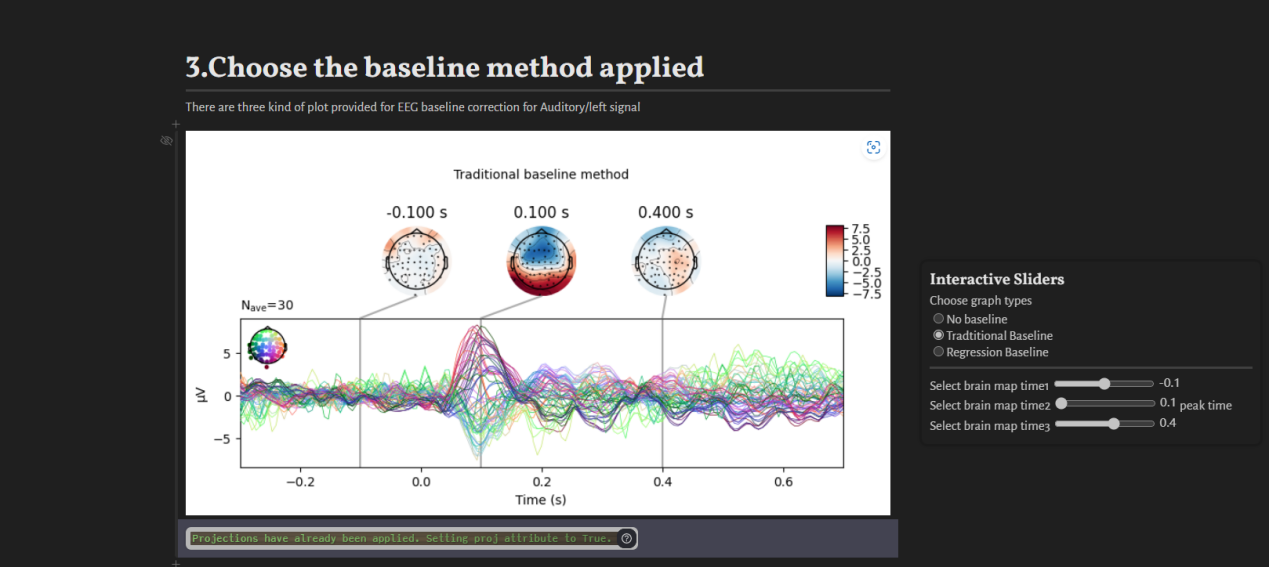 3.Choose the baseline method applied
There are three kind of plot provided for EEG baseline correction for Auditory/left signal
Traditional baseline method
-0.100 s 0.100 s 0.400 s
7.5
5.0
2.5
0.0
−2.5
−5.0
−7.5
Nave=30
5
0
−5
µV
−0.2 0.0 0.2 0.4 0.6
Time (s)
Projections have already been applied. Setting proj attribute to True.
Interactive Sliders
Choose graph types
No baseline
Tradtitional Baseline
Regression Baseline
Select brain map time1 -0.1
Select brain map time2 0.1 peak time
Select brain map time3 0.4